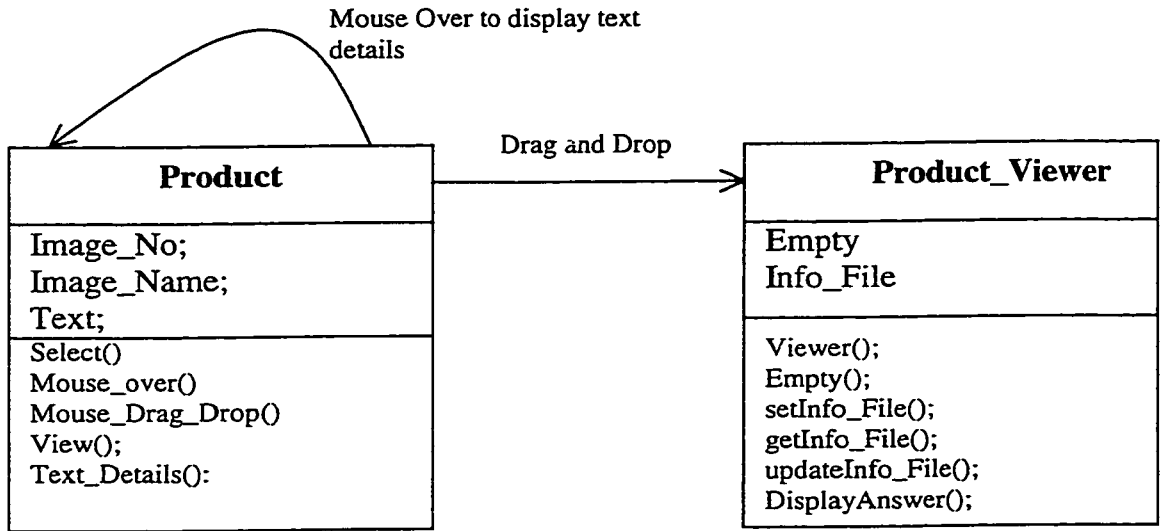 Mouse Over to display text
details
Drag and Drop
Product
Image_No;
Image_Name;
Text;
Select()
Mouse_over()
Mouse_Drag_Drop()
View();
Text_Details():
Product_Viewer
Empty
Info_File
Viewer();
Empty();
setInfo_File();
getInfo_File();
updateInfo_File();
DisplayAnswer();